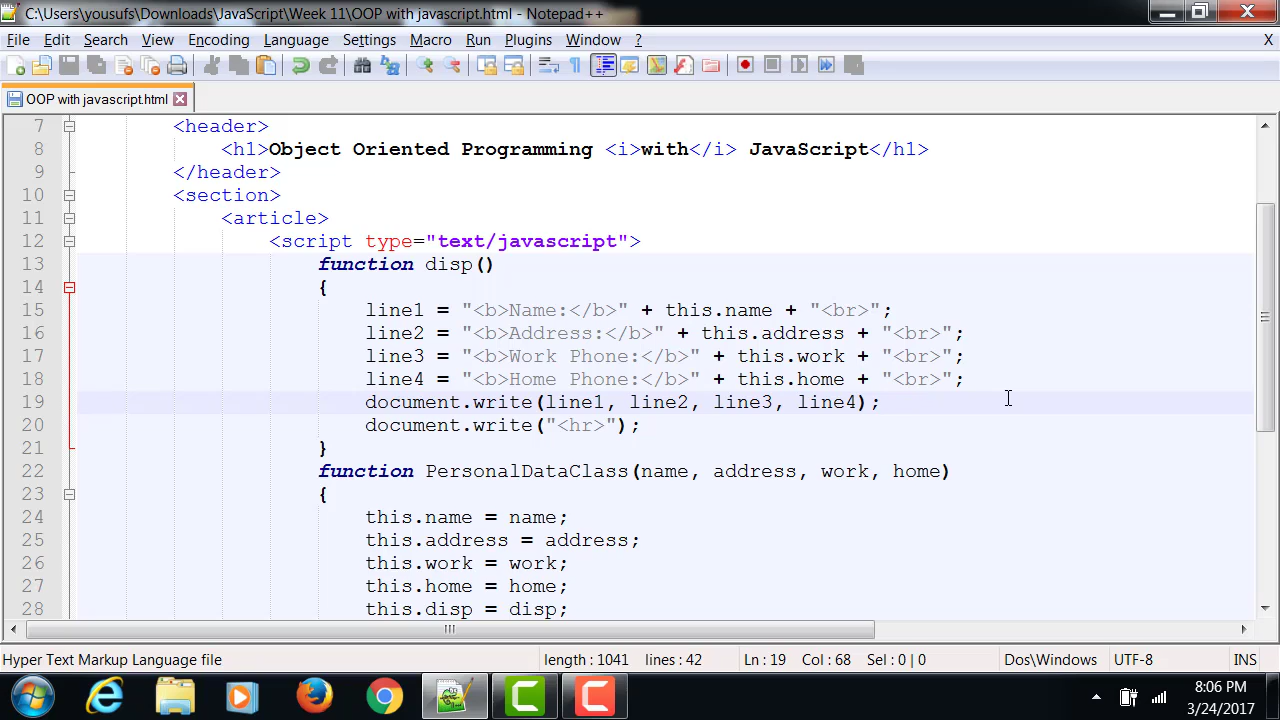 C:\Users\yousufs\Downloads\JavaScript\Week 11\OOP with javascript.html - Notepad++
File Edit Search View Encoding Language Settings Macro Run Plugins Window ? X
OOP with javascript.html
7 <header>
8 <h1>Object Oriented Programming <i>with</i> JavaScript</h1>
9 </header>
10 <section>
11 <article>
12 <script type="text/javascript">
13 function disp()
14 {
15 line1 = "<b>Name:</b>" + this.name + "<br>";
16 line2 = "<b>Address:</b>" + this.address + "<br>";
17 line3 = "<b>Work Phone:</b>" + this.work + "<br>";
18 line4 = "<b>Home Phone:</b>" + this.home + "<br>";
19 document.write(line1, line2, line3, line4);
20 document.write("<hr>");
21 }
22 function PersonalDataClass(name, address, work, home)
23 {
24 this.name = name;
25 this.address = address;
26 this.work = work;
27 this.home = home;
28 this.disp = disp;
Hyper Text Markup Language file length : 1041 lines : 42 Ln : 19 Col : 68 Sel : 0 | 0 Dos\Windows UTF-8 INS
8:06 PM
3/24/2017